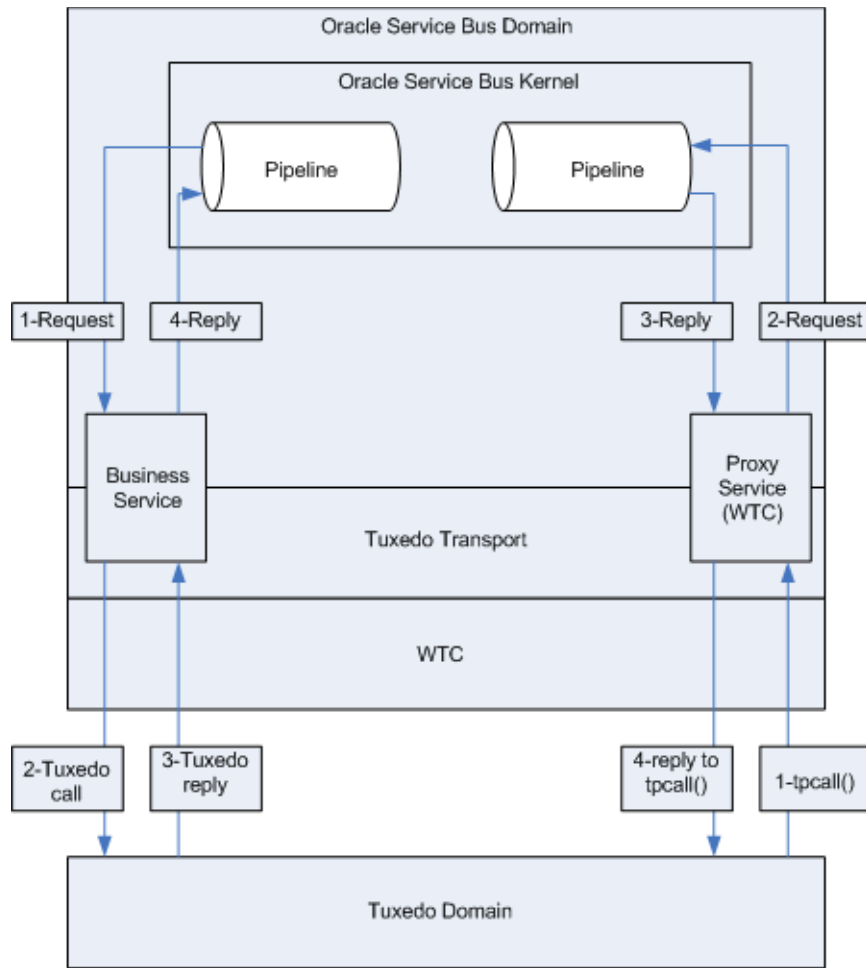 Oracle Service Bus Domain
Oracle Service Bus Kernel
Pipeline
Pipeline
1-Request
4-Reply
3-Reply
2-Request
Business
Service
Proxy
Service
(WTC)
Tuxedo Transport
WTC
2-Tuxedo
call
3-Tuxedo
reply
4-reply to
tpcall()
1-tpcall()
Tuxedo Domain